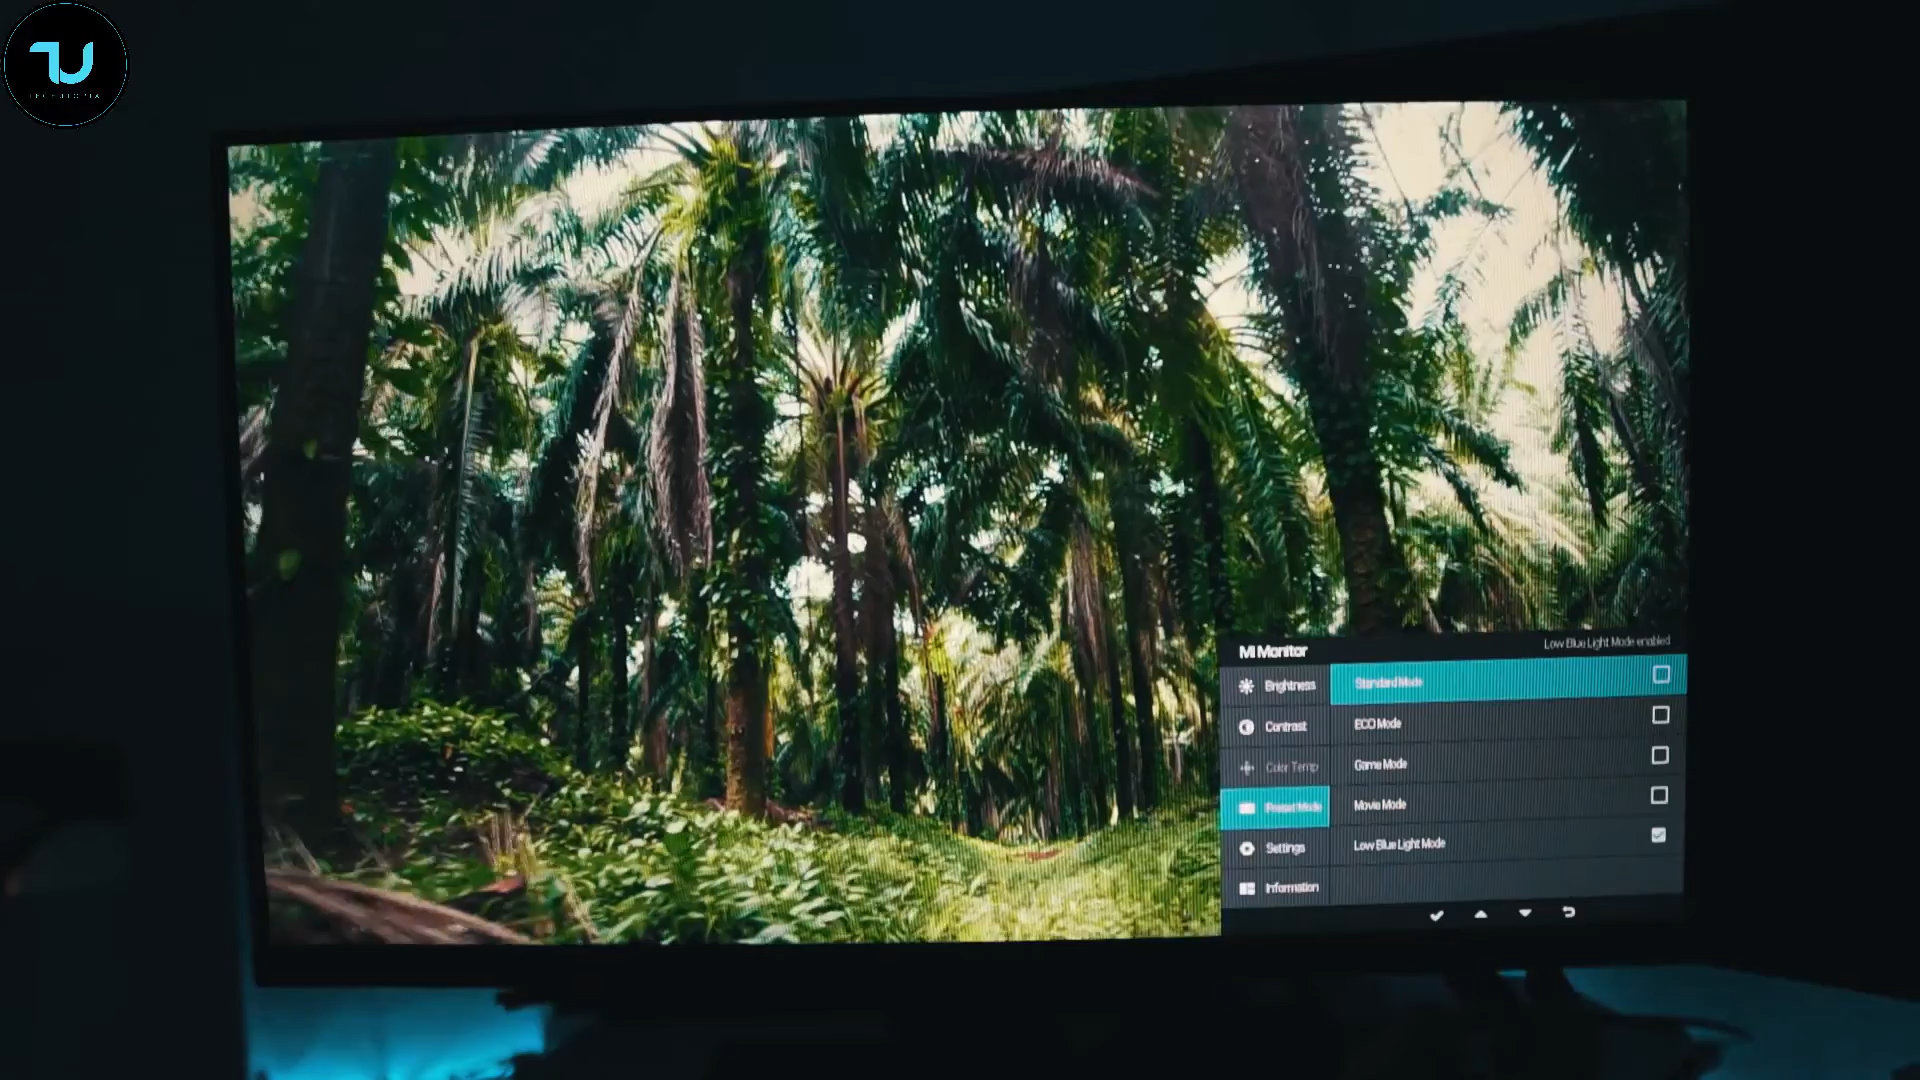 TECHUTOPIA
MI Monitor
Low Blue Light Mode enabled
Brightness
Standard Mode
Contrast
ECO Mode
Color Temp
Game Mode
Preset Mode
Movie Mode
Settings
Low Blue Light Mode
Information